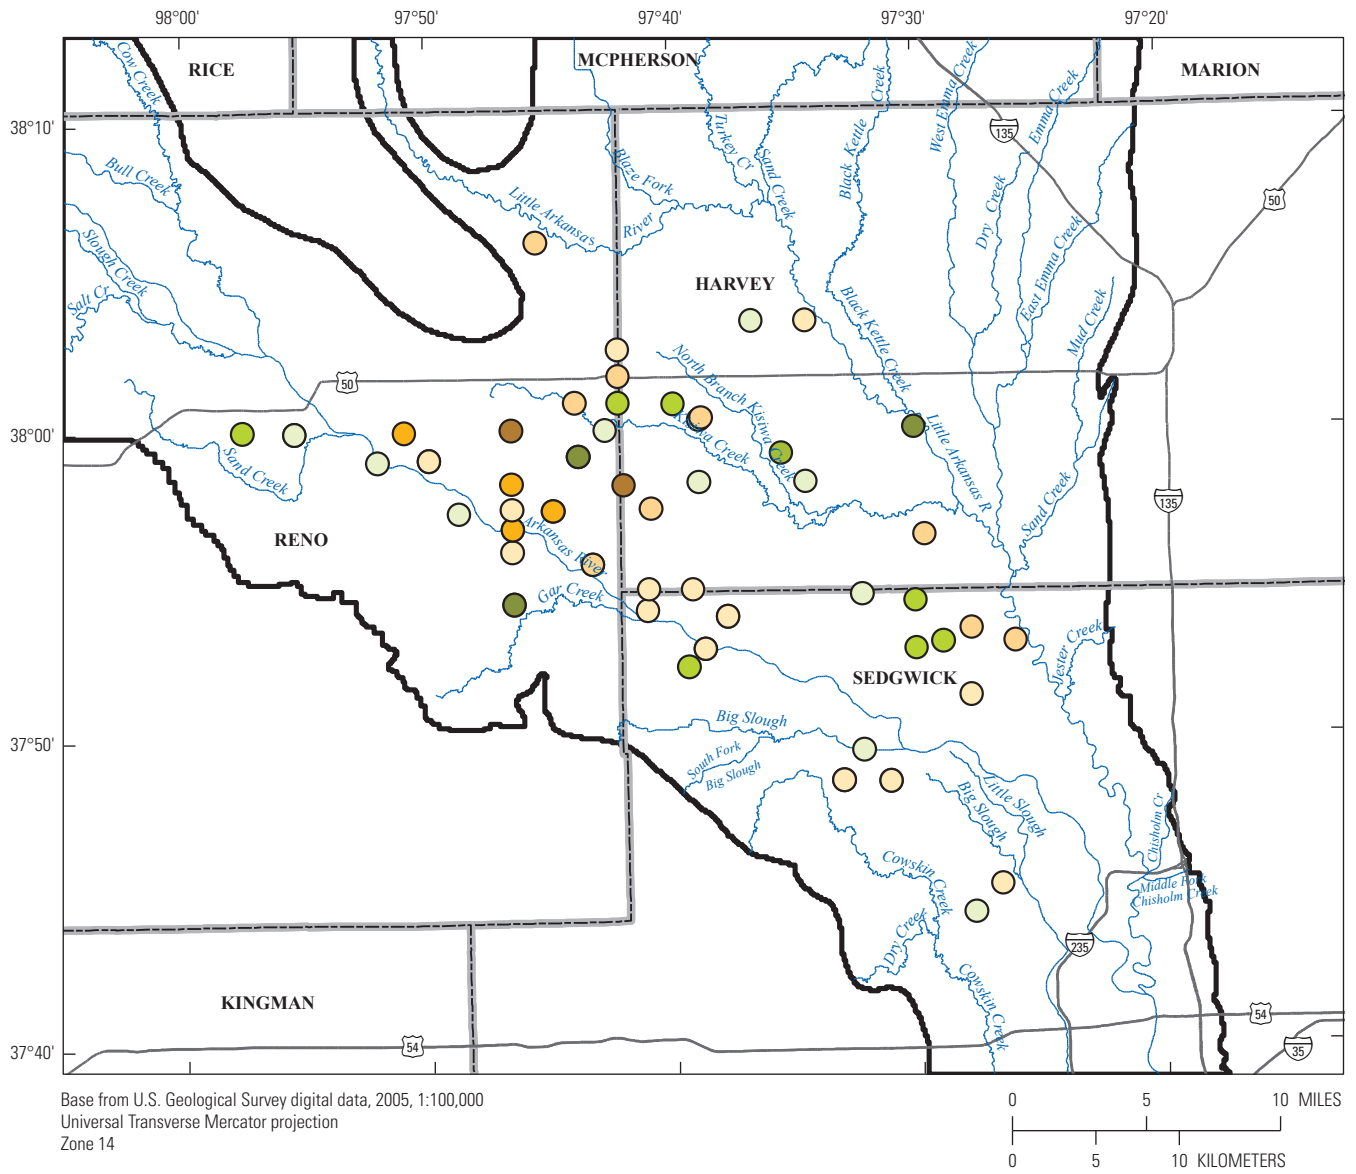 98°00'
97°50'
97°40'
97°30'
97°20'
38°10'
38°00'
37°50'
37°40'
RICE
MCPHERSON
MARION
HARVEY
RENO
SEDGWICK
KINGMAN
Cow Creek
Bull Creek
Slough Creek
Salt Cr
Little Arkansas
River
Blaze Fork
Turkey Cr
Sand Creek
Black Kettle
Creek
West Emma Creek
Emma Creek
Dry Creek
East Emma Creek
Mud Creek
Black Kettle Creek
North Branch Kisiwa
Creek
Kisiwa Creek
Little Arkansas R
Sand Creek
Sand Creek
Arkansas River
Gar Creek
Jester Creek
Big Slough
South Fork
Big Slough
Little Slough
Big Slough
Chisholm Cr
Middle Fork
Chisholm Creek
Cowskin Creek
Dry Creek
Cowskin Creek
135
50
50
135
235
54
54
35
Base from U.S. Geological Survey digital data, 2005, 1:100,000
Universal Transverse Mercator projection
Zone 14
0 5 10 MILES
0 5 10 KILOMETERS